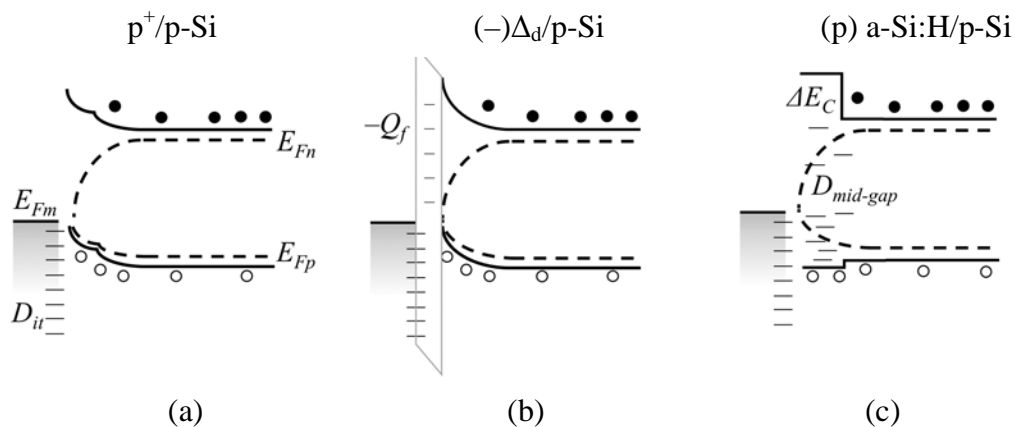 p⁺/p-Si
(–)Δd/p-Si
(p) a-Si:H/p-Si
EFn
EFm
EFp
Dit
−Qf
ΔEC
Dmid-gap
(a)
(b)
(c)